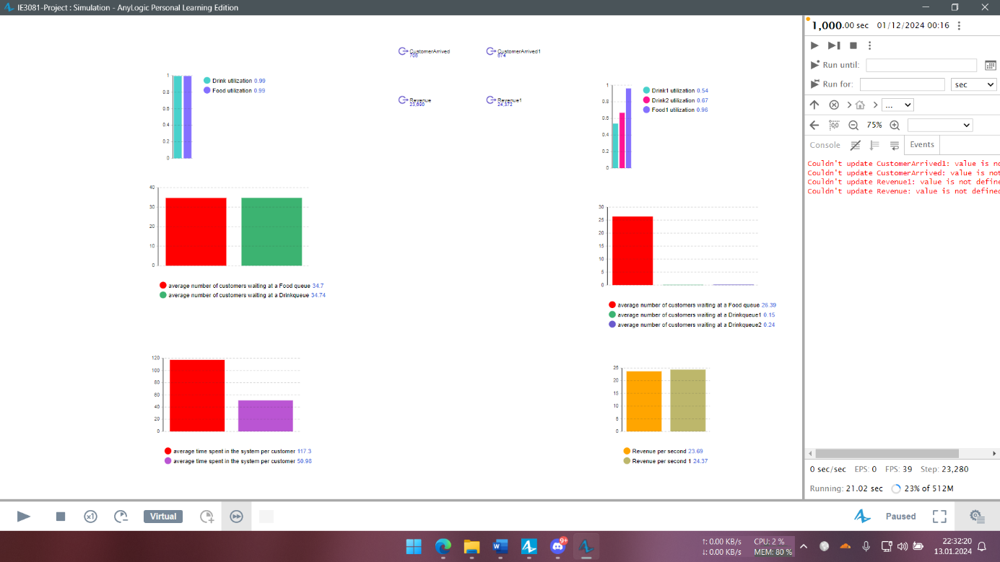 IE3081-Project : Simulation - AnyLogic Personal Learning Edition
CustomerArrived
708
CustomerArrived1
674
Revenue
23,690
Revenue1
24,372
1
0.8
0.6
0.4
0.2
0
Drink utilization 0.99
Food utilization 0.99
1
0.8
0.6
0.4
0.2
0
Drink1 utilization 0.54
Drink2 utilization 0.67
Food1 utilization 0.96
40
30
20
10
0
average number of customers waiting at a Food queue 34.7
average number of customers waiting at a Drinkqueue 34.74
30
25
20
15
10
5
0
average number of customers waiting at a Food queue 26.39
average number of customers waiting at a Drinkqueue1 0.15
average number of customers waiting at a Drinkqueue2 0.24
120
100
80
60
40
20
0
average time spent in the system per customer 117.3
average time spent in the system per customer 50.98
25
20
15
10
5
0
Revenue per second 23.69
Revenue per second 1 24.37
1,000.00 sec 01/12/2024 00:16
Run until:
Run for: sec
...
75%
Console Events
Couldn't update CustomerArrived1: value is no
Couldn't update CustomerArrived: value is not
Couldn't update Revenue1: value is not define
Couldn't update Revenue: value is not defined
0 sec/sec EPS: 0 FPS: 39 Step: 23,280
Running: 21.02 sec 23% of 512M
x1 Virtual Paused
9+
↑: 0.00 KB/s CPU: 2 %
↓: 0.00 KB/s MEM: 80 %
22:32:20
13.01.2024